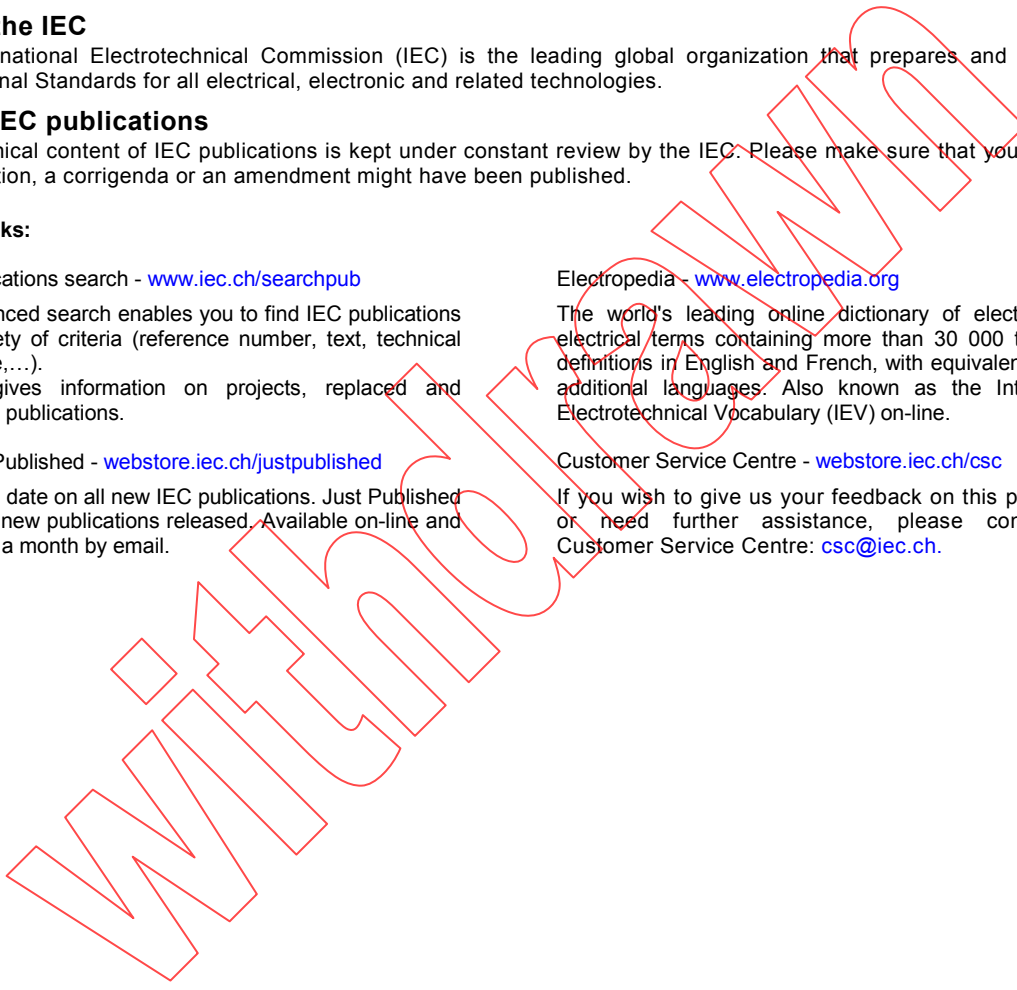 the IEC
national Electrotechnical Commission (IEC) is the leading global organization that prepares and
nal Standards for all electrical, electronic and related technologies.
IEC publications
nical content of IEC publications is kept under constant review by the IEC. Please make sure that you
tion, a corrigenda or an amendment might have been published.
ks:
cations search - www.iec.ch/searchpub
nced search enables you to find IEC publications
ety of criteria (reference number, text, technical
e,…).
gives information on projects, replaced and
publications.
Published - webstore.iec.ch/justpublished
date on all new IEC publications. Just Published
new publications released. Available on-line and
a month by email.
Electropedia - www.electropedia.org
The world's leading online dictionary of elect
electrical terms containing more than 30 000 t
definitions in English and French, with equivalen
additional languages. Also known as the Int
Electrotechnical Vocabulary (IEV) on-line.
Customer Service Centre - webstore.iec.ch/csc
If you wish to give us your feedback on this p
or need further assistance, please con
Customer Service Centre: csc@iec.ch.
withdrawn